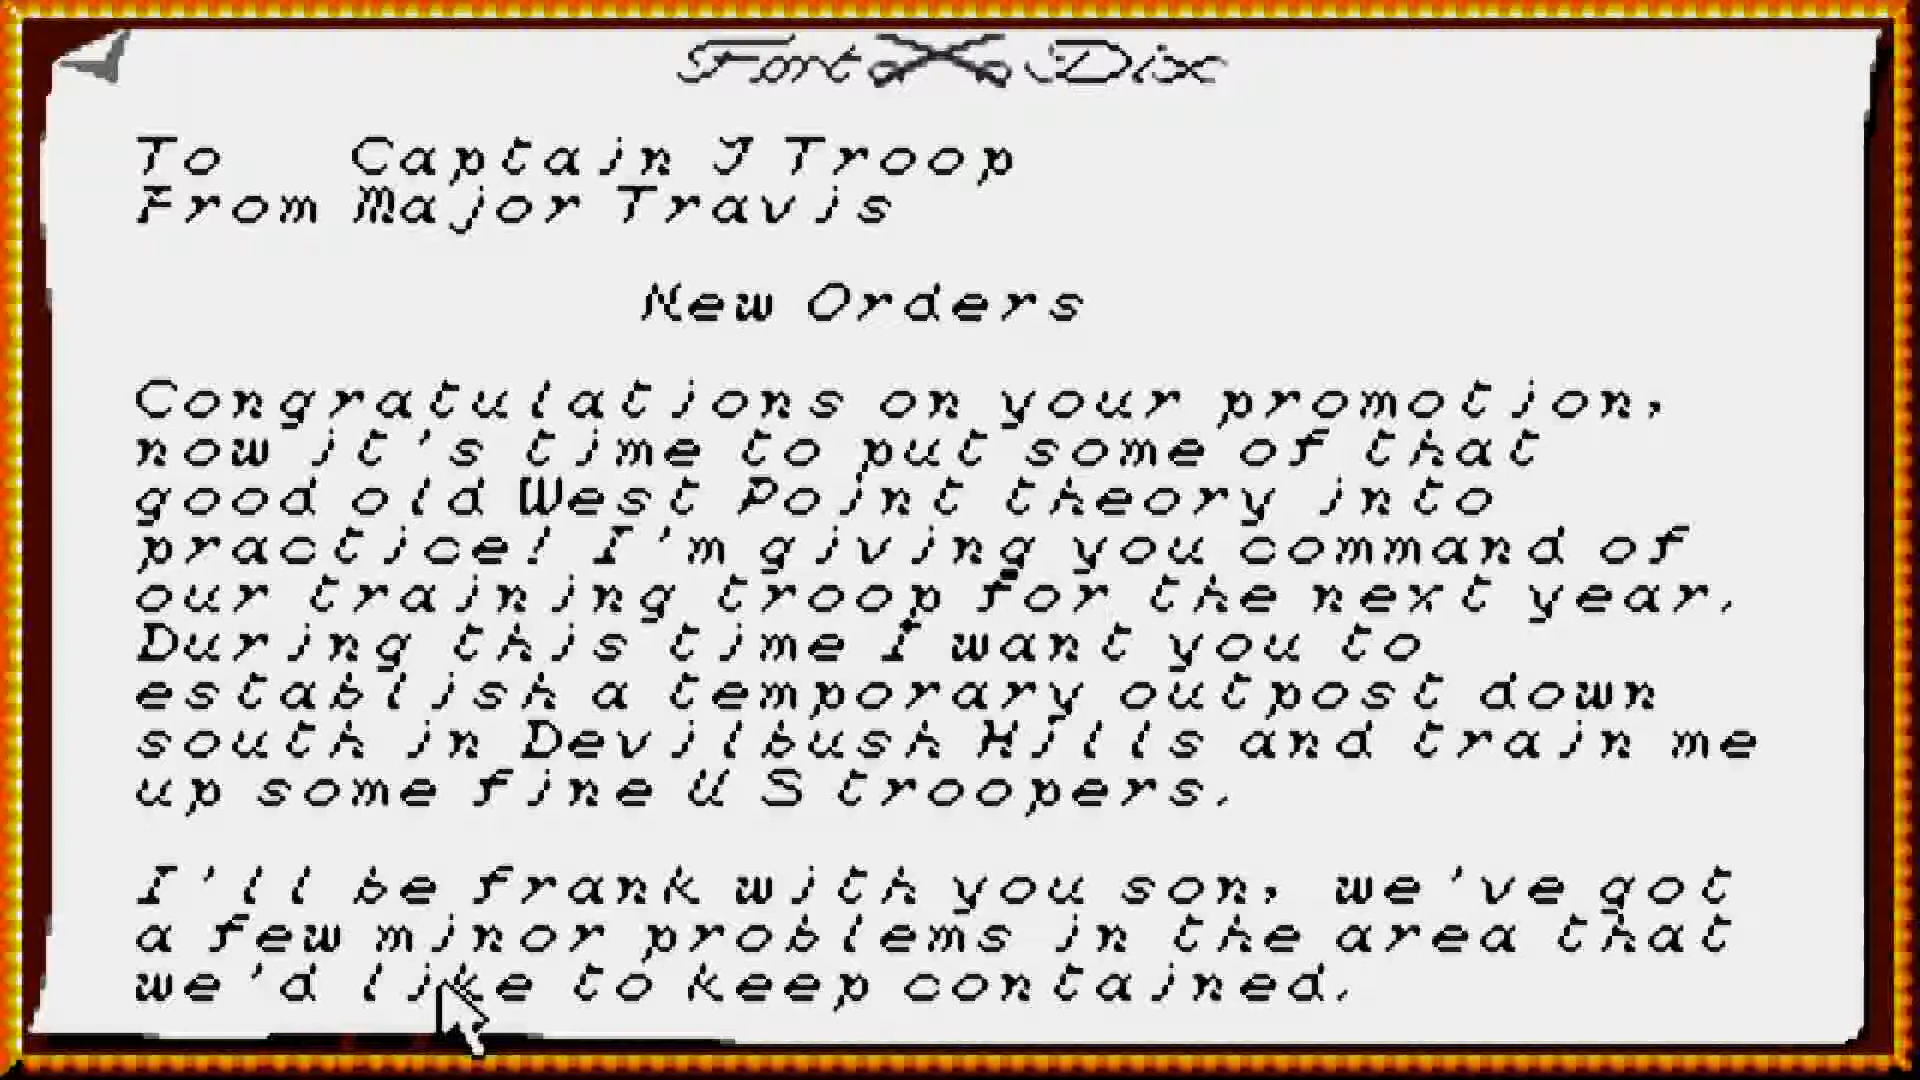 Fort Dix
To Captain J Troop
From Major Travis
New Orders
Congratulations on your promotion,
now it's time to put some of that
good old West Point theory into
practice! I'm giving you command of
our training troop for the next year.
During this time I want you to
establish a temporary outpost down
south in Devilbush Hills and train me
up some fine U S troopers.
I'll be frank with you son, we've got
a few minor problems in the area that
we'd like to keep contained.